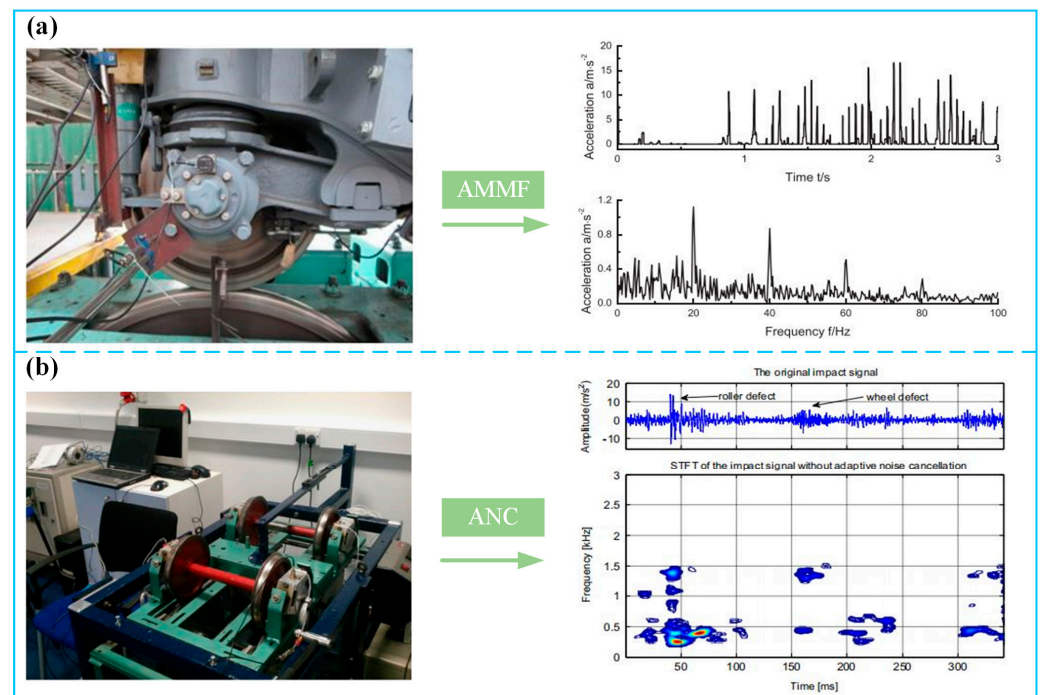 (a)
AMMF
Acceleration a/m·s⁻²
20
15
10
5
0
0 1 2 3
Time t/s
Acceleration a/m·s⁻²
1.2
0.8
0.4
0.0
0 20 40 60 80 100
Frequency f/Hz
(b)
ANC
The original impact signal
Amplitude(m/s²)
20
10
0
-10
roller defect
wheel defect
STFT of the impact signal without adaptive noise cancellation
Frequency [kHz]
3
2.5
2
1.5
1
0.5
0
50 100 150 200 250 300
Time [ms]